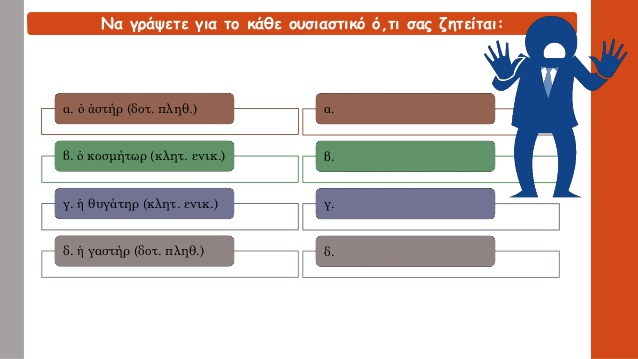 Να γράψετε για το κάθε ουσιαστικό ό,τι σας ζητείται:
α. ὁ ἀστήρ (δοτ. πληθ.)
α.
β. ὁ κοσμήτωρ (κλητ. ενικ.)
β.
γ. ἡ θυγάτηρ (κλητ. ενικ.)
γ.
δ. ἡ γαστήρ (δοτ. πληθ.)
δ.